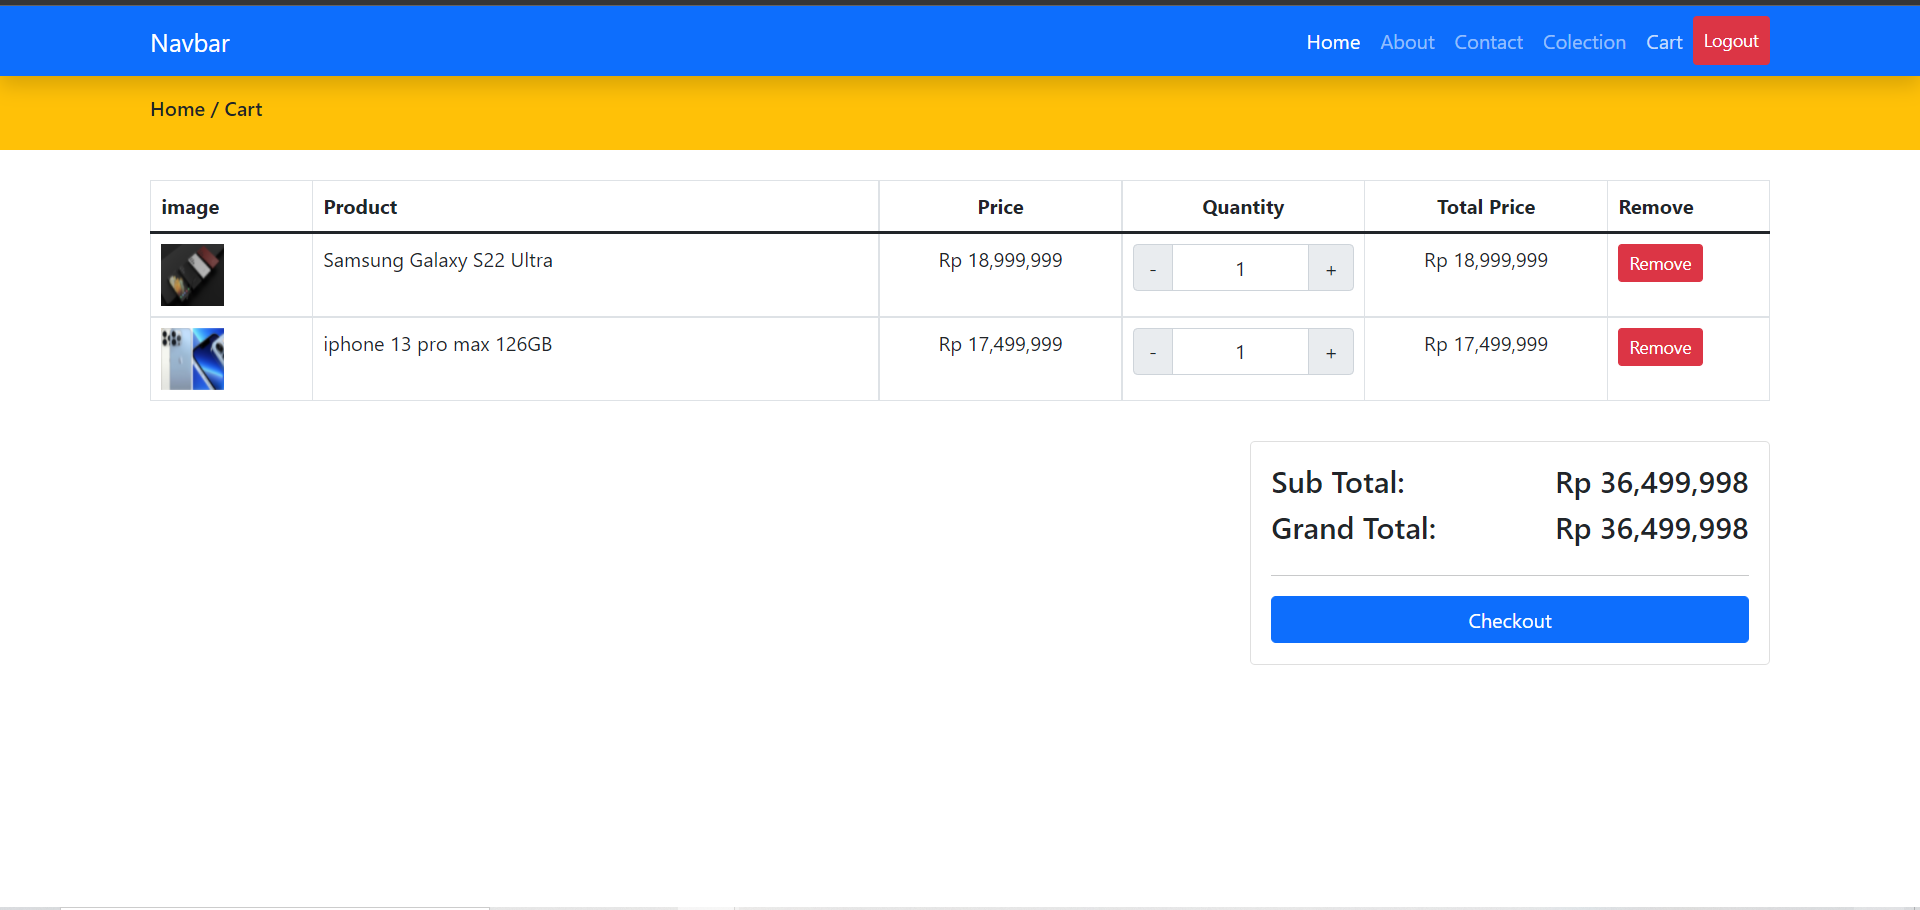 Navbar Home About Contact Colection Cart Logout
Home / Cart
image Product Price Quantity Total Price Remove
Samsung Galaxy S22 Ultra Rp 18,999,999 - 1 + Rp 18,999,999 Remove
iphone 13 pro max 126GB Rp 17,499,999 - 1 + Rp 17,499,999 Remove
Sub Total: Rp 36,499,998
Grand Total: Rp 36,499,998
Checkout